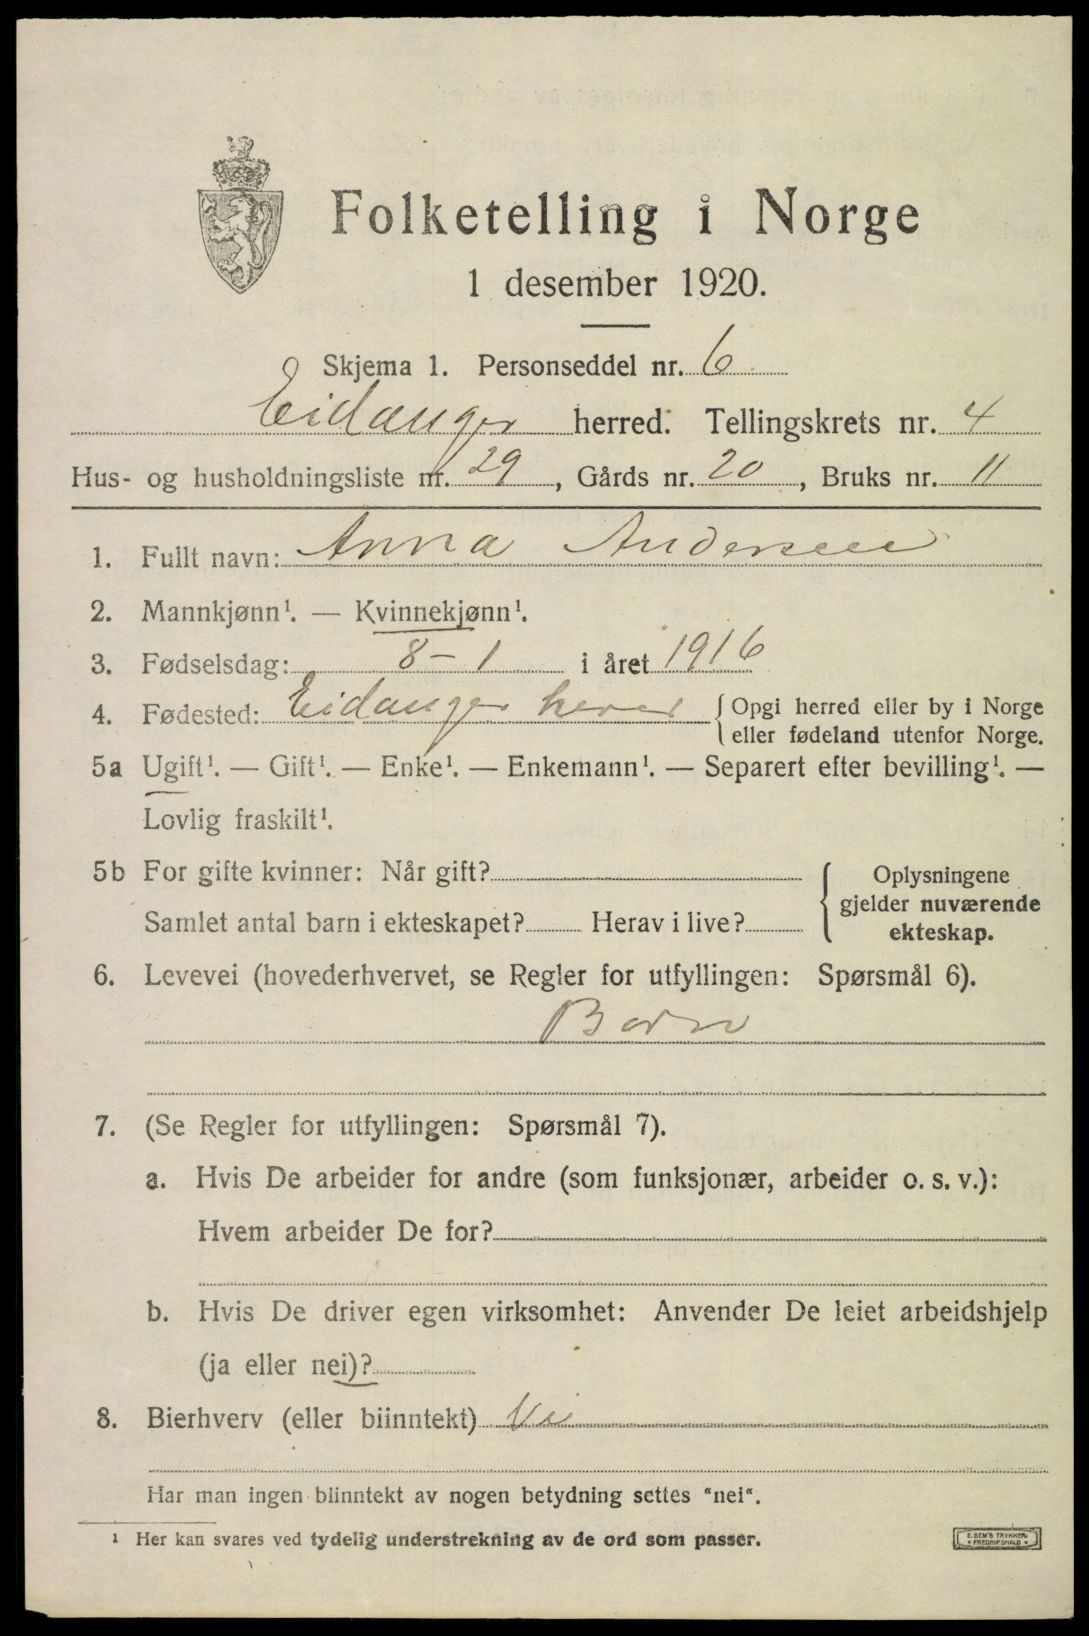 Folketelling i Norge
1 desember 1920.
Skjema 1. Personseddel nr. 6
Eidanger herred. Tellingskrets nr. 4
Hus- og husholdningsliste nr. 29, Gårds nr. 20, Bruks nr. 11
1. Fullt navn: Anna Andersen
2. Mannkjønn¹. — Kvinnekjønn¹.
3. Fødselsdag: 8 – 1 i året 1916
4. Fødested: Eidanger herred { Opgi herred eller by i Norge
eller fødeland utenfor Norge.
5a Ugift¹. — Gift¹. — Enke¹. — Enkemann¹. — Separert efter bevilling¹. —
Lovlig fraskilt¹.
5b For gifte kvinner: Når gift?
Samlet antal barn i ekteskapet? Herav i live?
{ Oplysningene
gjelder nuværende
ekteskap.
6. Levevei (hovederhvervet, se Regler for utfyllingen: Spørsmål 6).
Barn
7. (Se Regler for utfyllingen: Spørsmål 7).
a. Hvis De arbeider for andre (som funksjonær, arbeider o. s. v.):
Hvem arbeider De for?
b. Hvis De driver egen virksomhet: Anvender De leiet arbeidshjelp
(ja eller nei)?
8. Bierhverv (eller biinntekt)
Har man ingen biinntekt av nogen betydning settes "nei".
¹ Her kan svares ved tydelig understrekning av de ord som passer.
E. SEM'S TRYKKERI
* FREDRIKSHALD *